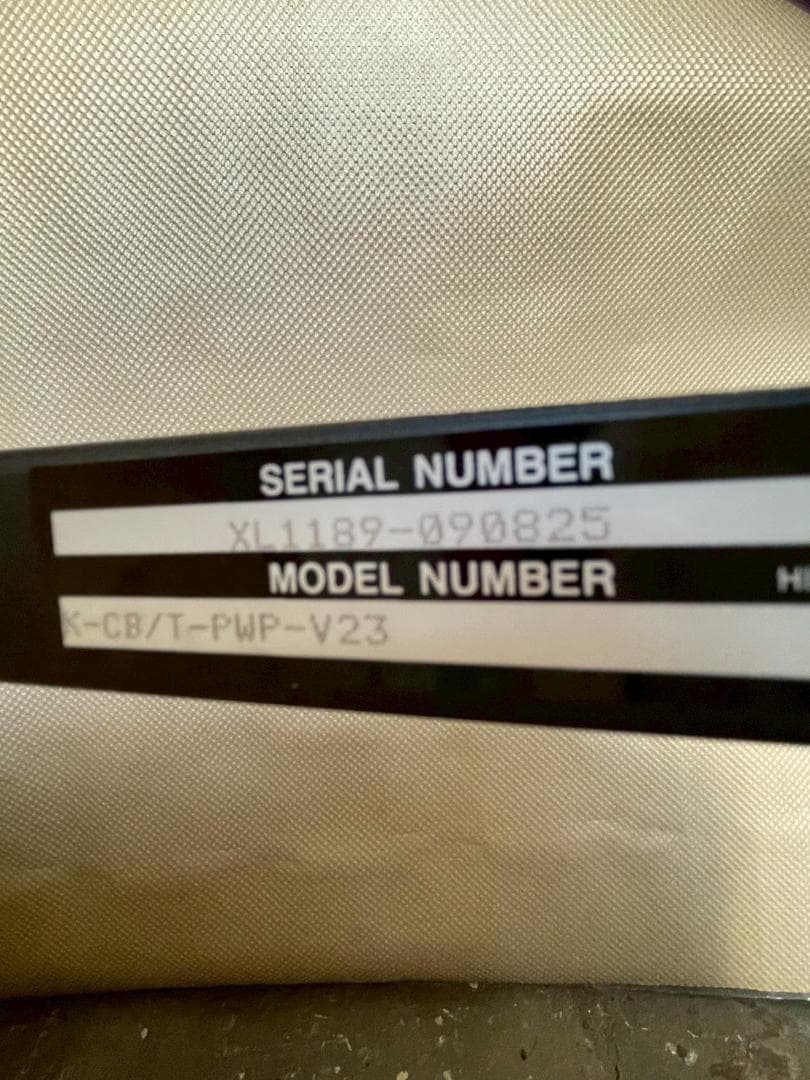 SERIAL NUMBER
XL1189-090825
MODEL NUMBER
K-CB/T-PWP-V23